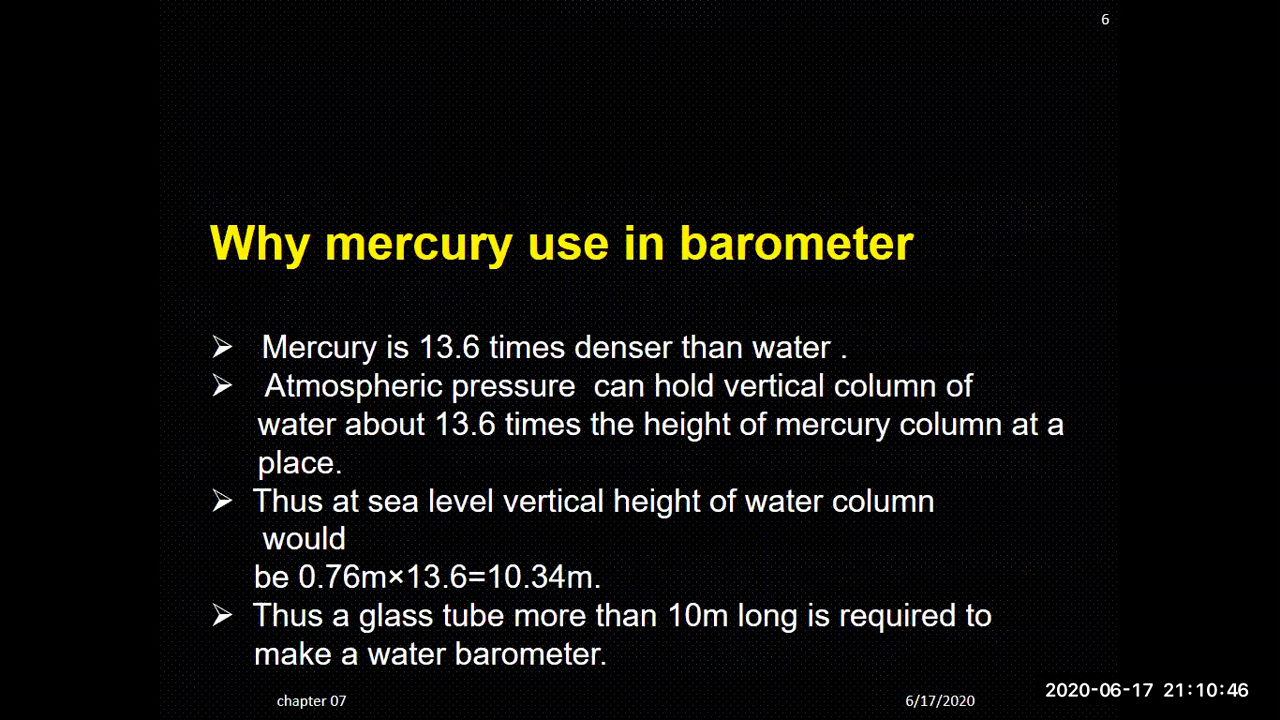 6
Why mercury use in barometer
➢ Mercury is 13.6 times denser than water .
➢ Atmospheric pressure can hold vertical column of
water about 13.6 times the height of mercury column at a
place.
➢ Thus at sea level vertical height of water column
would
be 0.76m×13.6=10.34m.
➢ Thus a glass tube more than 10m long is required to
make a water barometer.
chapter 07
6/17/2020
2020-06-17 21:10:46